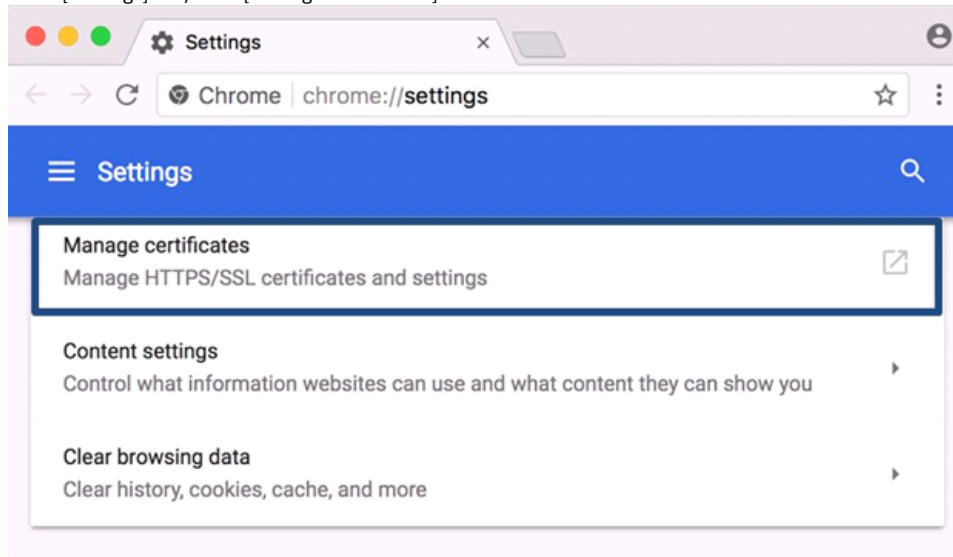 Settings
Chrome chrome://settings
Settings
Manage certificates
Manage HTTPS/SSL certificates and settings
Content settings
Control what information websites can use and what content they can show you
Clear browsing data
Clear history, cookies, cache, and more